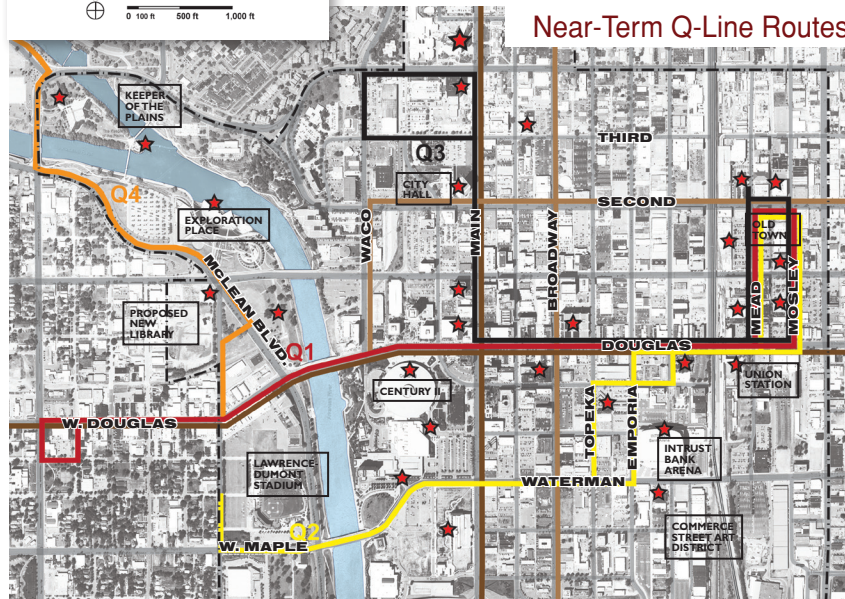 0 100 ft 500 ft 1,000 ft
Near-Term Q-Line Routes
KEEPER
OF THE
PLAINS
THIRD
Q3
Q4
CITY
HALL
SECOND
EXPLORATION
PLACE
WACO
MAIN
BROADWAY
OLD
TOWN
MEAD
MOSLEY
MCLEAN BLVD.
PROPOSED
NEW
LIBRARY
Q1
DOUGLAS
CENTURY II
UNION
STATION
W. DOUGLAS
TOPEKA
EMPORIA
INTRUST
BANK
ARENA
LAWRENCE-
DUMONT
STADIUM
WATERMAN
Q2
W. MAPLE
COMMERCE
STREET ART
DISTRICT